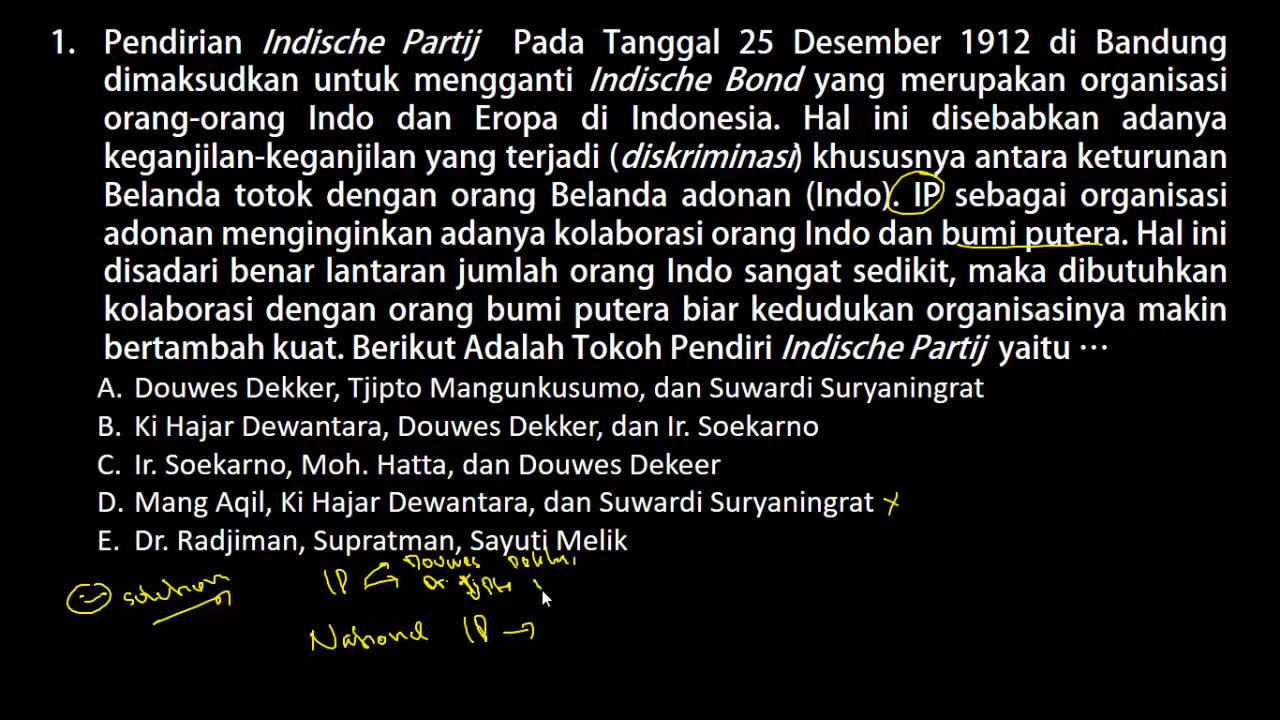 1. Pendirian Indische Partij Pada Tanggal 25 Desember 1912 di Bandung
dimaksudkan untuk mengganti Indische Bond yang merupakan organisasi
orang-orang Indo dan Eropa di Indonesia. Hal ini disebabkan adanya
keganjilan-keganjilan yang terjadi (diskriminasi) khususnya antara keturunan
Belanda totok dengan orang Belanda adonan (Indo). IP sebagai organisasi
adonan menginginkan adanya kolaborasi orang Indo dan bumi putera. Hal ini
disadari benar lantaran jumlah orang Indo sangat sedikit, maka dibutuhkan
kolaborasi dengan orang bumi putera biar kedudukan organisasinya makin
bertambah kuat. Berikut Adalah Tokoh Pendiri Indische Partij yaitu ⋯
A. Douwes Dekker, Tjipto Mangunkusumo, dan Suwardi Suryaningrat
B. Ki Hajar Dewantara, Douwes Dekker, dan Ir. Soekarno
C. Ir. Soekarno, Moh. Hatta, dan Douwes Dekeer
D. Mang Aqil, Ki Hajar Dewantara, dan Suwardi Suryaningrat x
E. Dr. Radjiman, Supratman, Sayuti Melik
IP Douwes
Dr. Tjipto
National IP →